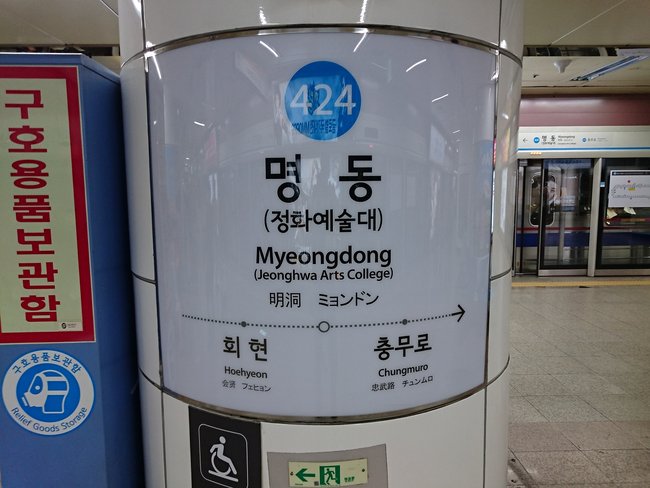 구호용품보관함
구호용품보관함
Relief Goods Storage
424
명동
(정화예술대)
Myeongdong
(Jeonghwa Arts College)
明洞 ミョンドン
회현
Hoehyeon
会贤 フェヒョン
충무로
Chungmuro
忠武路 チュンムロ
명동
Myeongdong